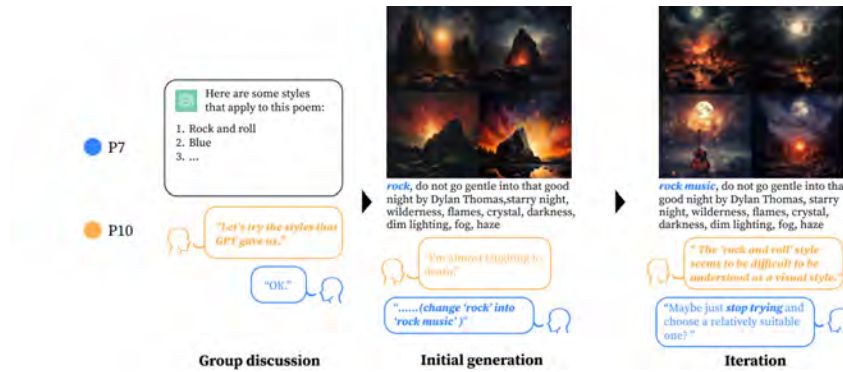 P7
P10
Here are some styles
that apply to this poem:
1. Rock and roll
2. Blue
3. ...
"Let's try the styles that
GPT gave us."
"OK."
Group discussion
rock, do not go gentle into that good
night by Dylan Thomas,starry night,
wilderness, flames, crystal, darkness,
dim lighting, fog, haze
"I'm almost laughing to
death"
"......(change 'rock' into
'rock music')"
Initial generation
rock music, do not go gentle into that
good night by Dylan Thomas, starry
night, wilderness, flames, crystal,
darkness, dim lighting, fog, haze
" The 'rock and roll' style
seems to be difficult to be
understood as a visual style."
"Maybe just stop trying and
choose a relatively suitable
one? "
Iteration